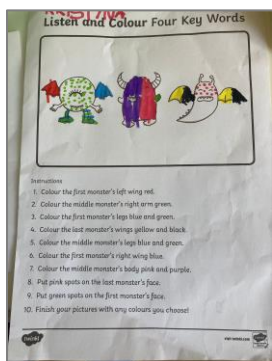 KRISTINA
Listen and Colour Four Key Words
Instructions
1. Colour the first monster's left wing red.
2. Colour the middle monster's right arm green.
3. Colour the first monster's legs blue and green.
4. Colour the last monster's wings yellow and black.
5. Colour the middle monster's legs blue and green.
6. Colour the first monster's right wing blue.
7. Colour the middle monster's body pink and purple.
8. Put pink spots on the last monster's face.
9. Put green spots on the first monster's face.
10. Finish your pictures with any colours you choose!
twinkl
visit twinkl.com